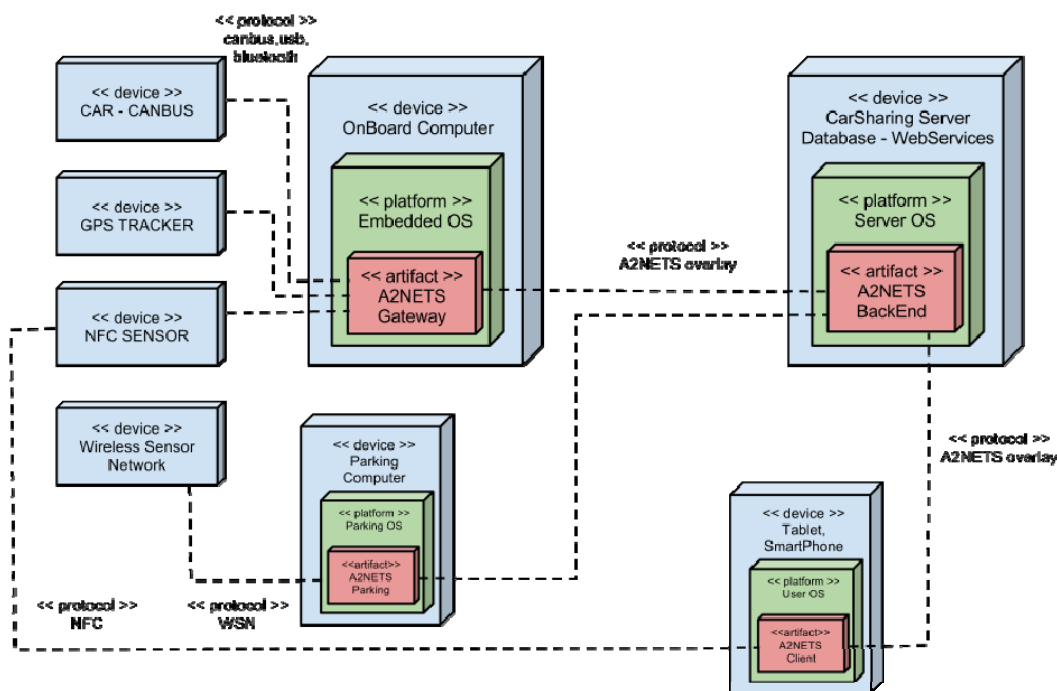 << protocol >>
canbus,usb,
bluetooth
<< device >>
CAR - CANBUS
<< device >>
OnBoard Computer
<< platform >>
Embedded OS
<< artifact >>
A2NETS
Gateway
<< device >>
CarSharing Server
Database - WebServices
<< platform >>
Server OS
<< artifact >>
A2NETS
BackEnd
<< device >>
GPS TRACKER
<< protocol >>
A2NETS overlay
<< device >>
NFC SENSOR
<< device >>
Wireless Sensor
Network
<< device >>
Parking
Computer
<< platform >>
Parking OS
<<artifact>>
A2NETS
Parking
<< protocol >>
A2NETS overlay
<< device >>
Tablet,
SmartPhone
<< platform >>
User OS
<<artifact>>
A2NETS
Client
<< protocol >>
NFC
<< protocol >>
WSN